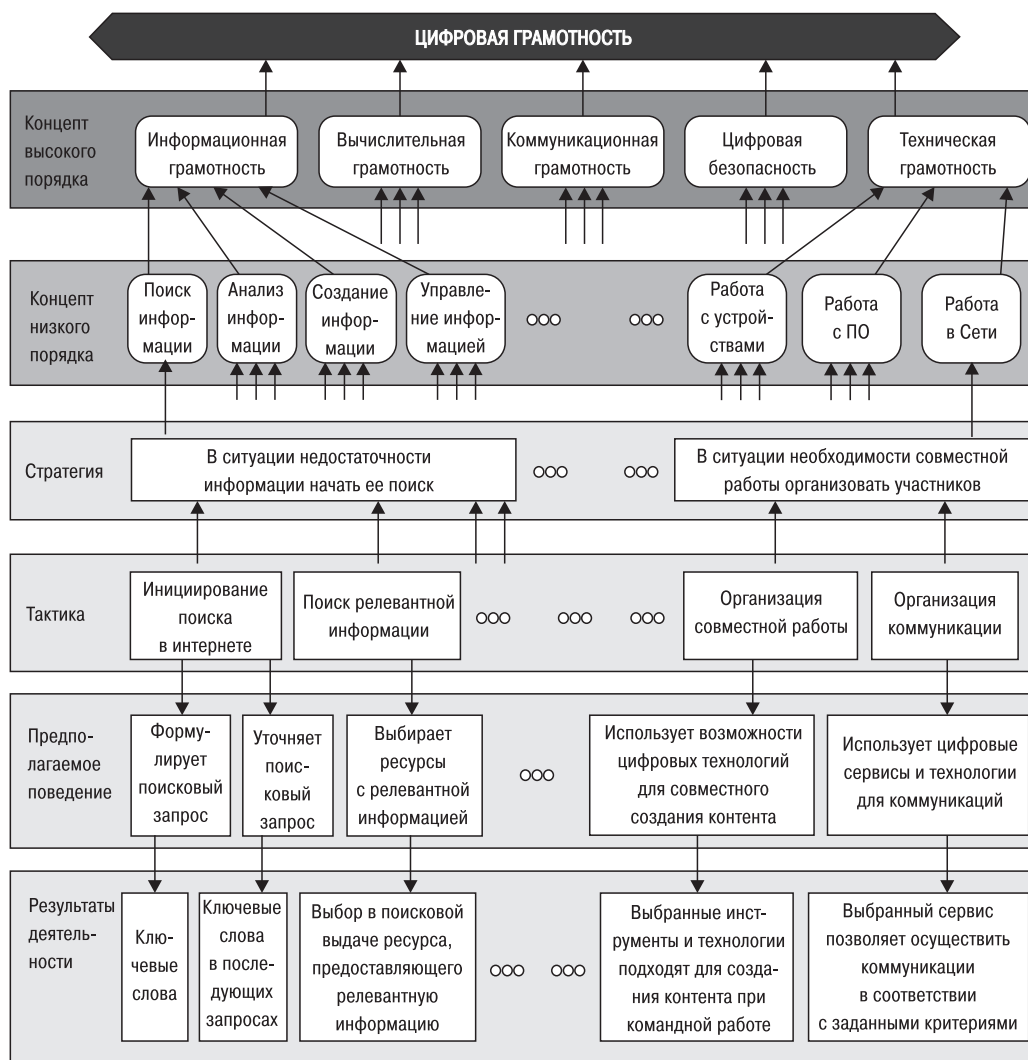 ЦИФРОВАЯ ГРАМОТНОСТЬ
Концепт
высокого
порядка
Информационная
грамотность
Вычислительная
грамотность
Коммуникационная
грамотность
Цифровая
безопасность
Техническая
грамотность
Концепт
низкого
порядка
Поиск
инфор-
мации
Анализ
инфор-
мации
Создание
инфор-
мации
Управле-
ние инфор-
мацией
Работа
с устрой-
ствами
Работа
с ПО
Работа
в Сети
Стратегия
В ситуации недостаточности
информации начать ее поиск
В ситуации необходимости совместной
работы организовать участников
Тактика
Инициирование
поиска
в интернете
Поиск релевантной
информации
Организация
совместной работы
Организация
коммуникации
Предпо-
лагаемое
поведение
Форму-
лирует
поисковый
запрос
Уточняет
поис-
ковый
запрос
Выбирает
ресурсы
с релевантной
информацией
Использует возможности
цифровых технологий
для совместного
создания контента
Использует цифровые
сервисы и технологии
для коммуникаций
Результаты
деятель-
ности
Клю-
чевые
слова
Ключевые
слова
в после-
дующих
запросах
Выбор в поисковой
выдаче ресурса,
предоставляющего
релевантную
информацию
Выбранные инст-
рументы и технологии
подходят для созда-
ния контента при
командной работе
Выбранный сервис
позволяет осуществить
коммуникации
в соответствии
с заданными критериями